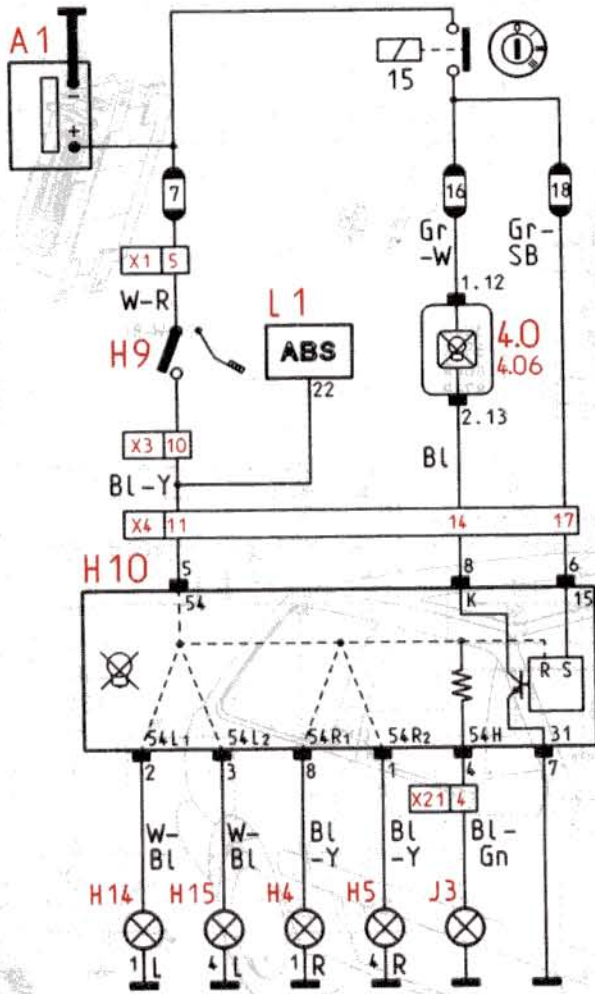 A1
-
+
15
7
16
18
Gr
-W
Gr-
SB
X1 5
W-R
1.12
L1
ABS
4.0
4.06
H9
22
2.13
X3 10
Bl
Bl-Y
X4 11 14 17
H10
5 8 6
54 K 15
R S
54L1 54L2 54R1 54R2 54H 31
2 3 8 1 4 7
X21 4
W-
Bl
W-
Bl
Bl
-Y
Bl
-Y
Bl-
Gn
H14 H15 H4 H5 J3
1 L 4 L 1 R 4 R